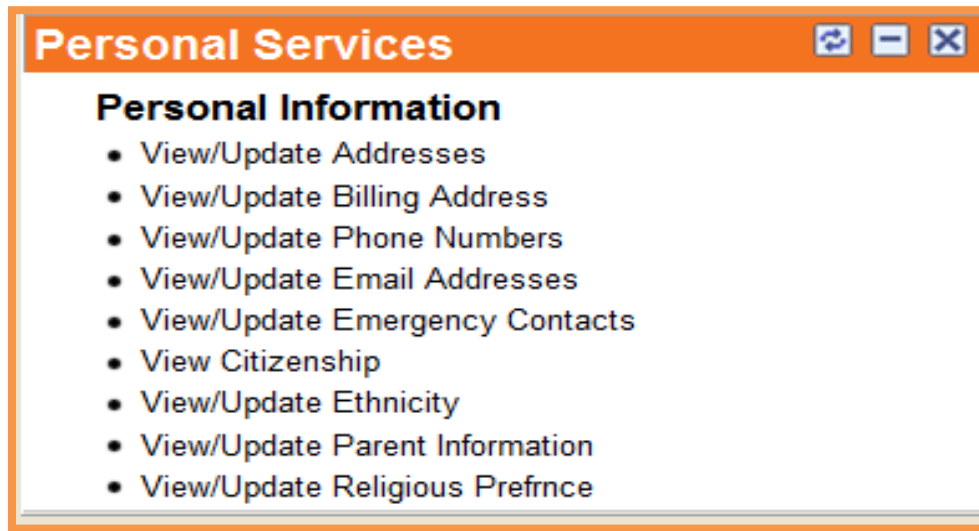 Personal Services
Personal Information
• View/Update Addresses
• View/Update Billing Address
• View/Update Phone Numbers
• View/Update Email Addresses
• View/Update Emergency Contacts
• View Citizenship
• View/Update Ethnicity
• View/Update Parent Information
• View/Update Religious Prefrnce